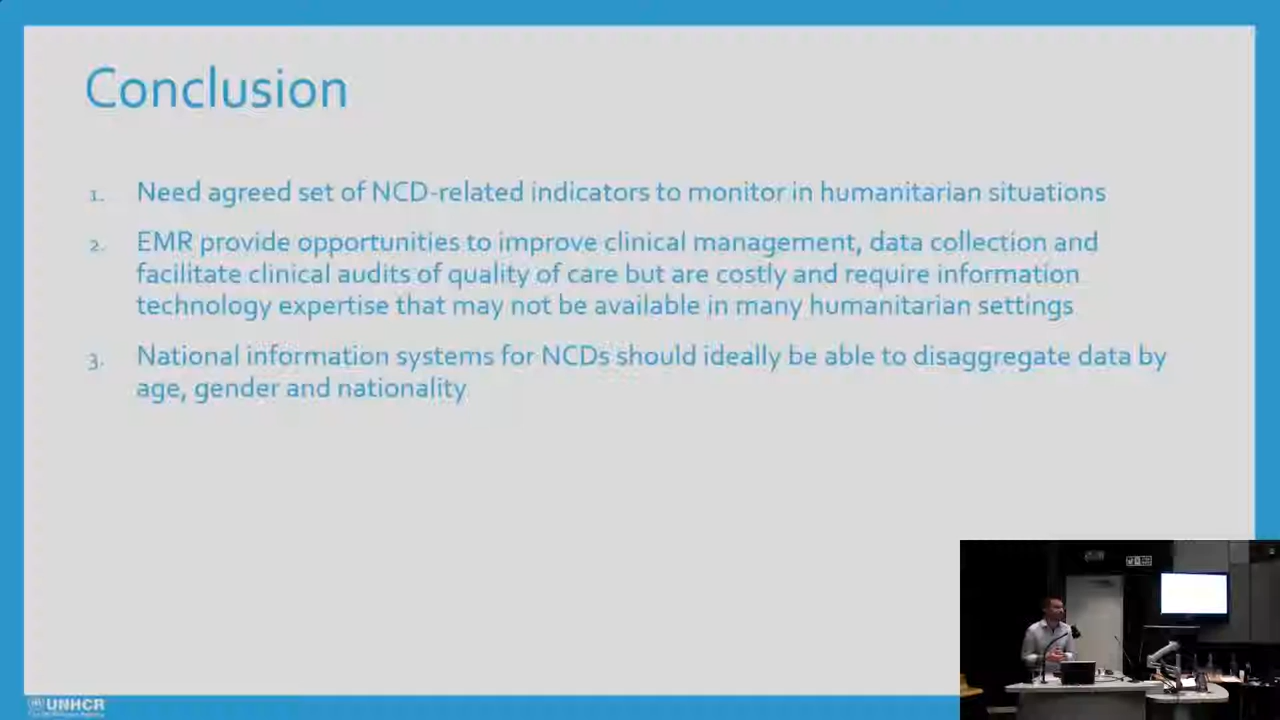 Conclusion
1. Need agreed set of NCD-related indicators to monitor in humanitarian situations
2. EMR provide opportunities to improve clinical management, data collection and
facilitate clinical audits of quality of care but are costly and require information
technology expertise that may not be available in many humanitarian settings
3. National information systems for NCDs should ideally be able to disaggregate data by
age, gender and nationality
UNHCR